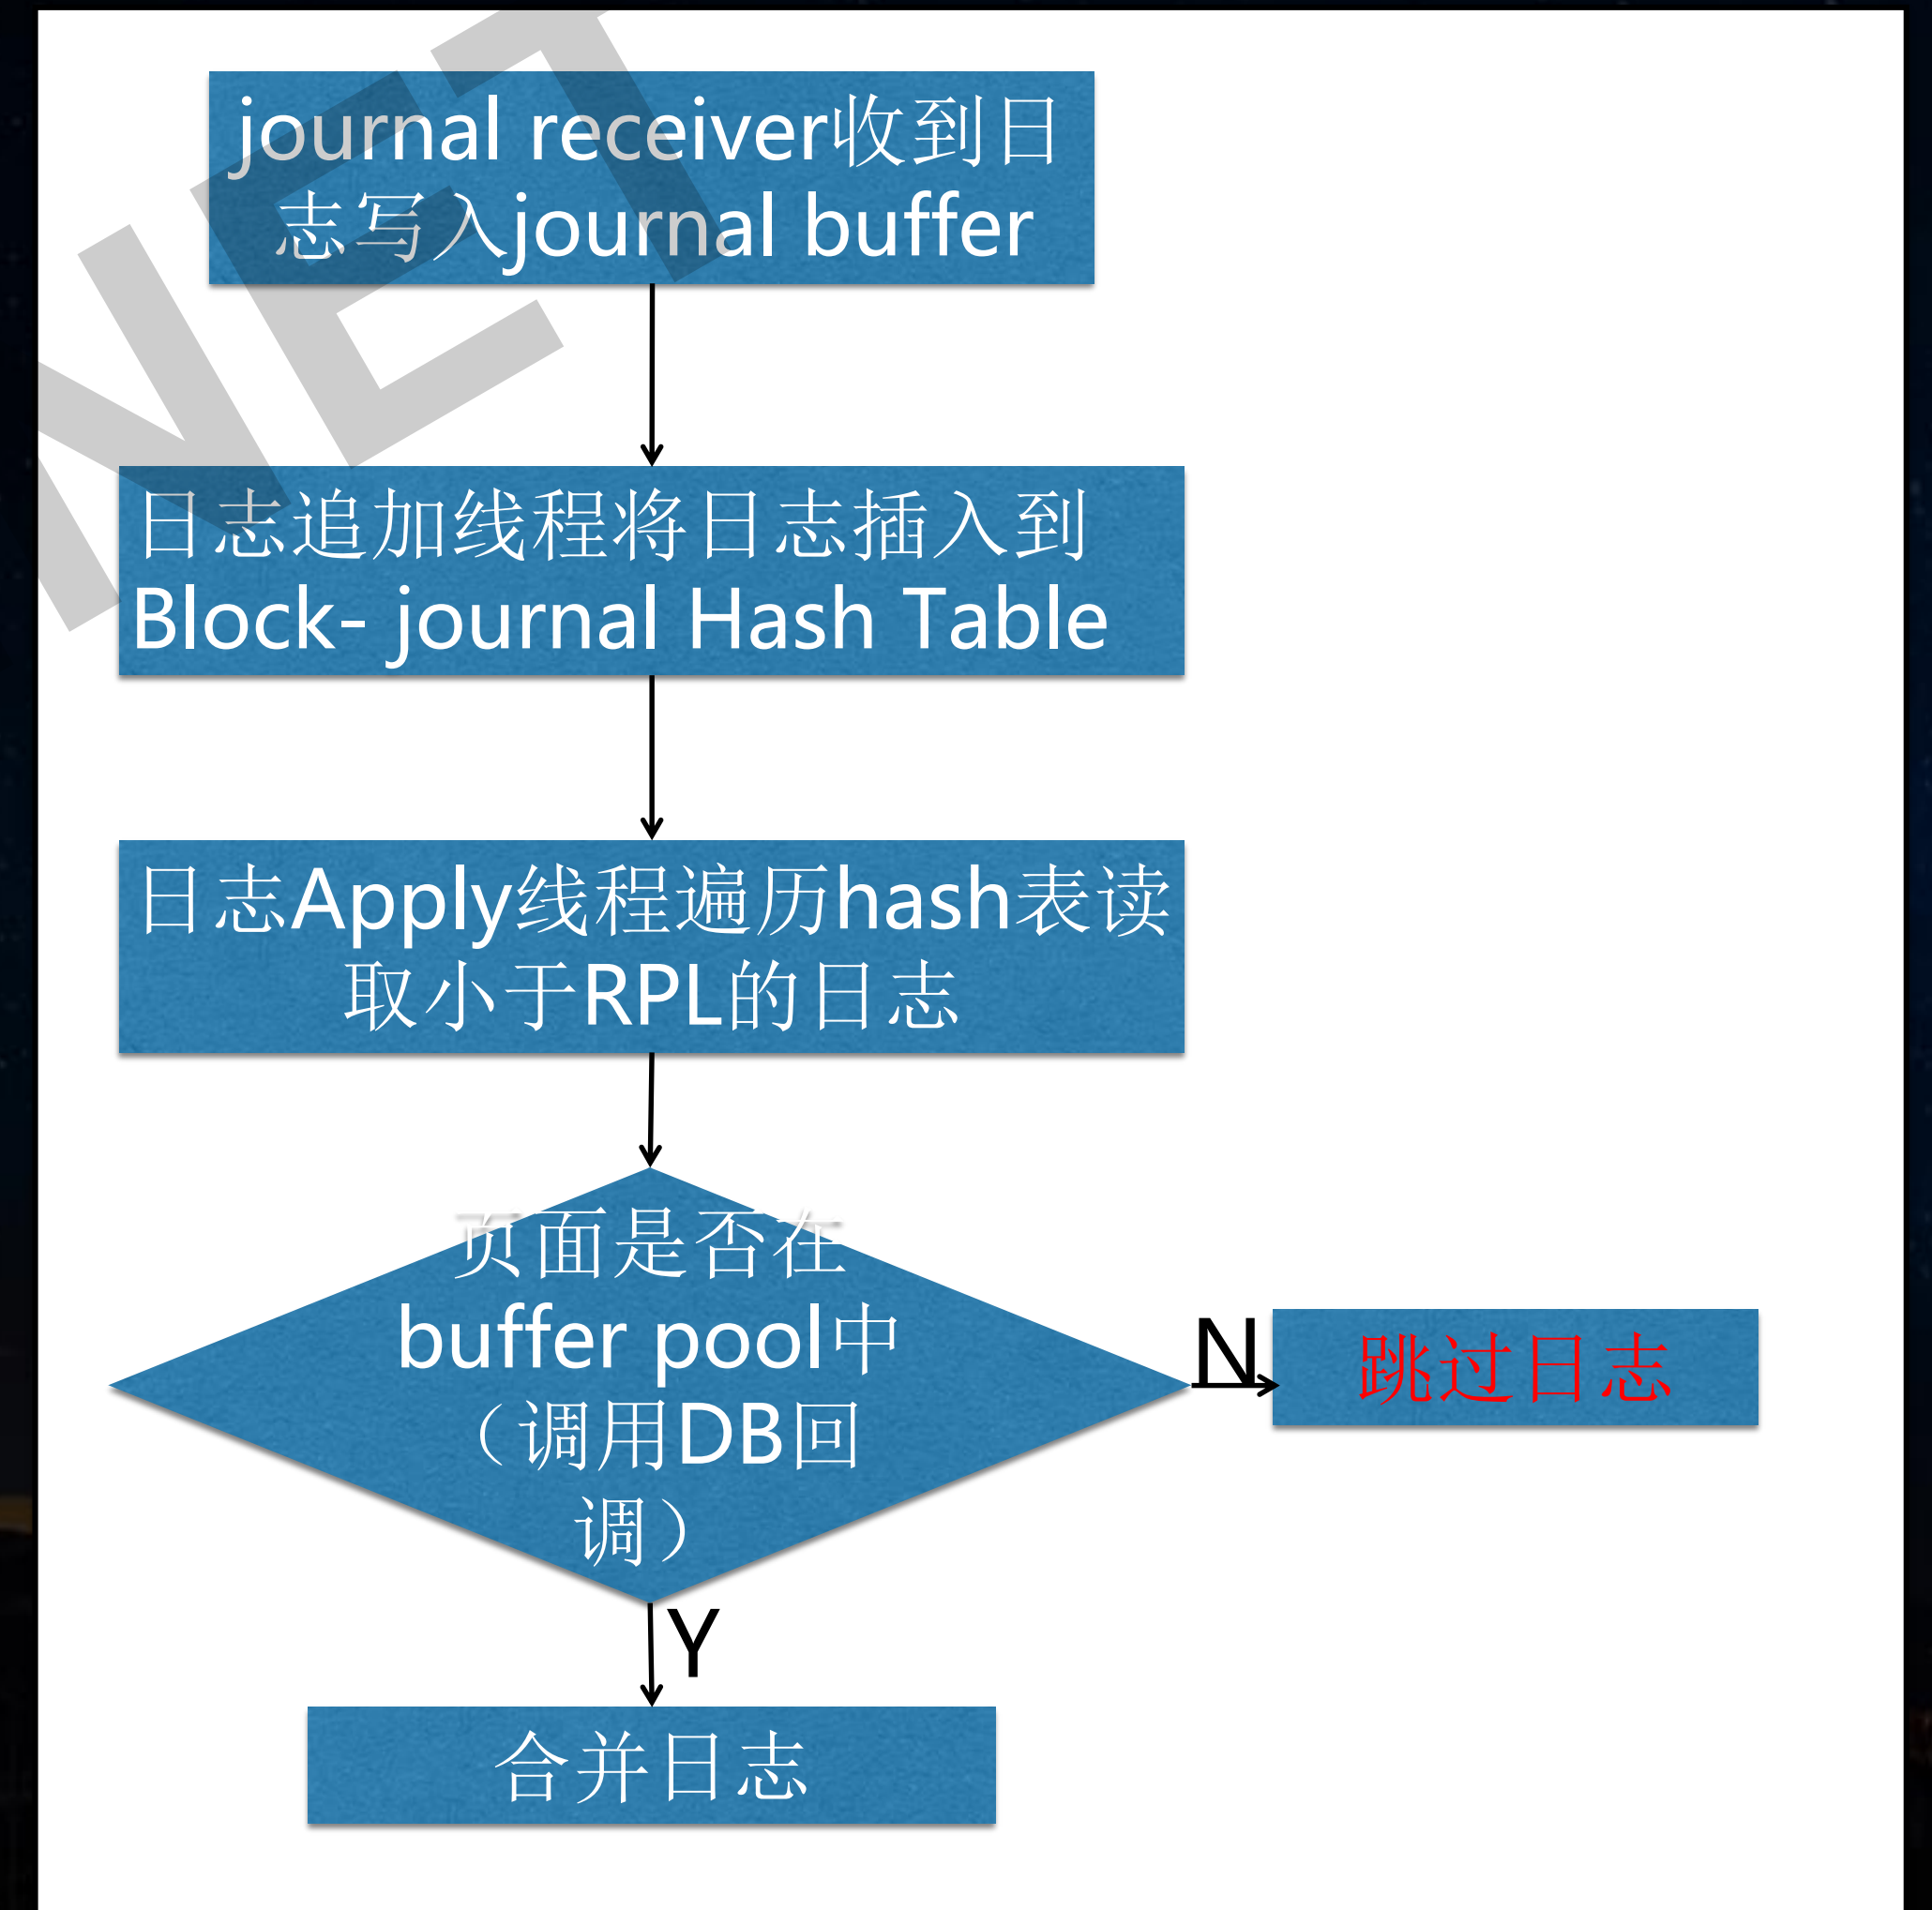 NET
journal receiver收到日
志写入journal buffer
日志追加线程将日志插入到
Block- journal Hash Table
日志Apply线程遍历hash表读
取小于RPL的日志
页面是否在
buffer pool中
（调用DB回
调）
N
跳过日志
Y
合并日志